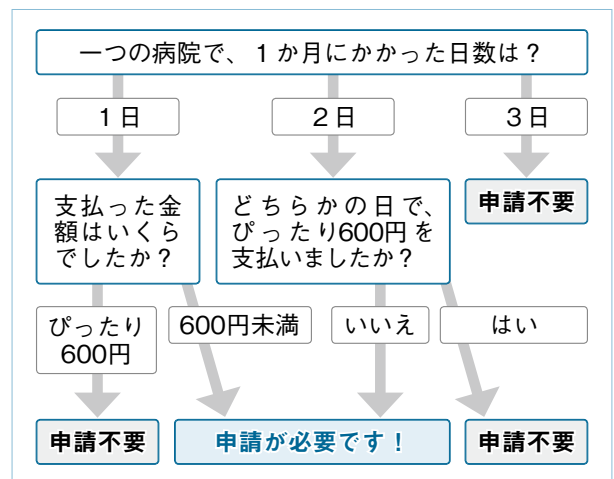 一つの病院で、1か月にかかった日数は？
1日
2日
3日
支払った金
額はいくら
でしたか？
どちらかの日で、
ぴったり600円を
支払いましたか？
申請不要
ぴったり
600円
600円未満
いいえ
はい
申請不要
申請が必要です！
申請不要